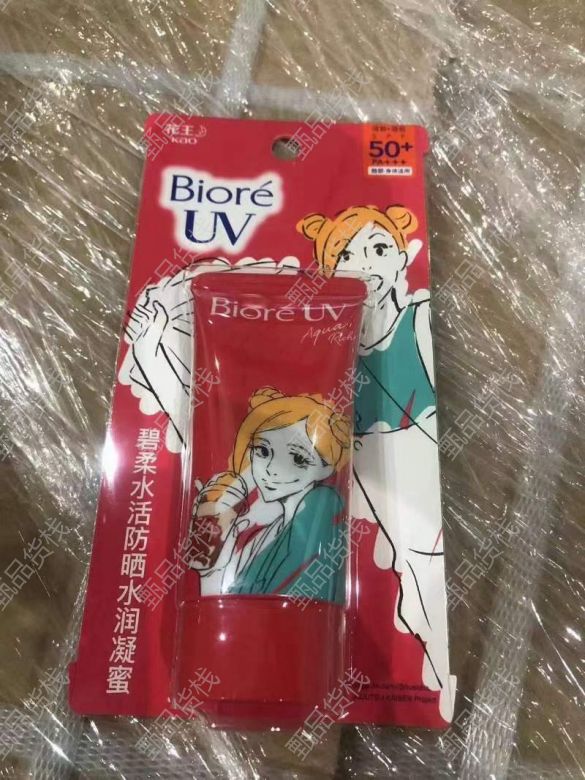 花王
Kao
50+
PA+++
Bioré
UV
Bioré UV
Aqua
Rich
碧柔水活防晒水润凝蜜
甄品货栈